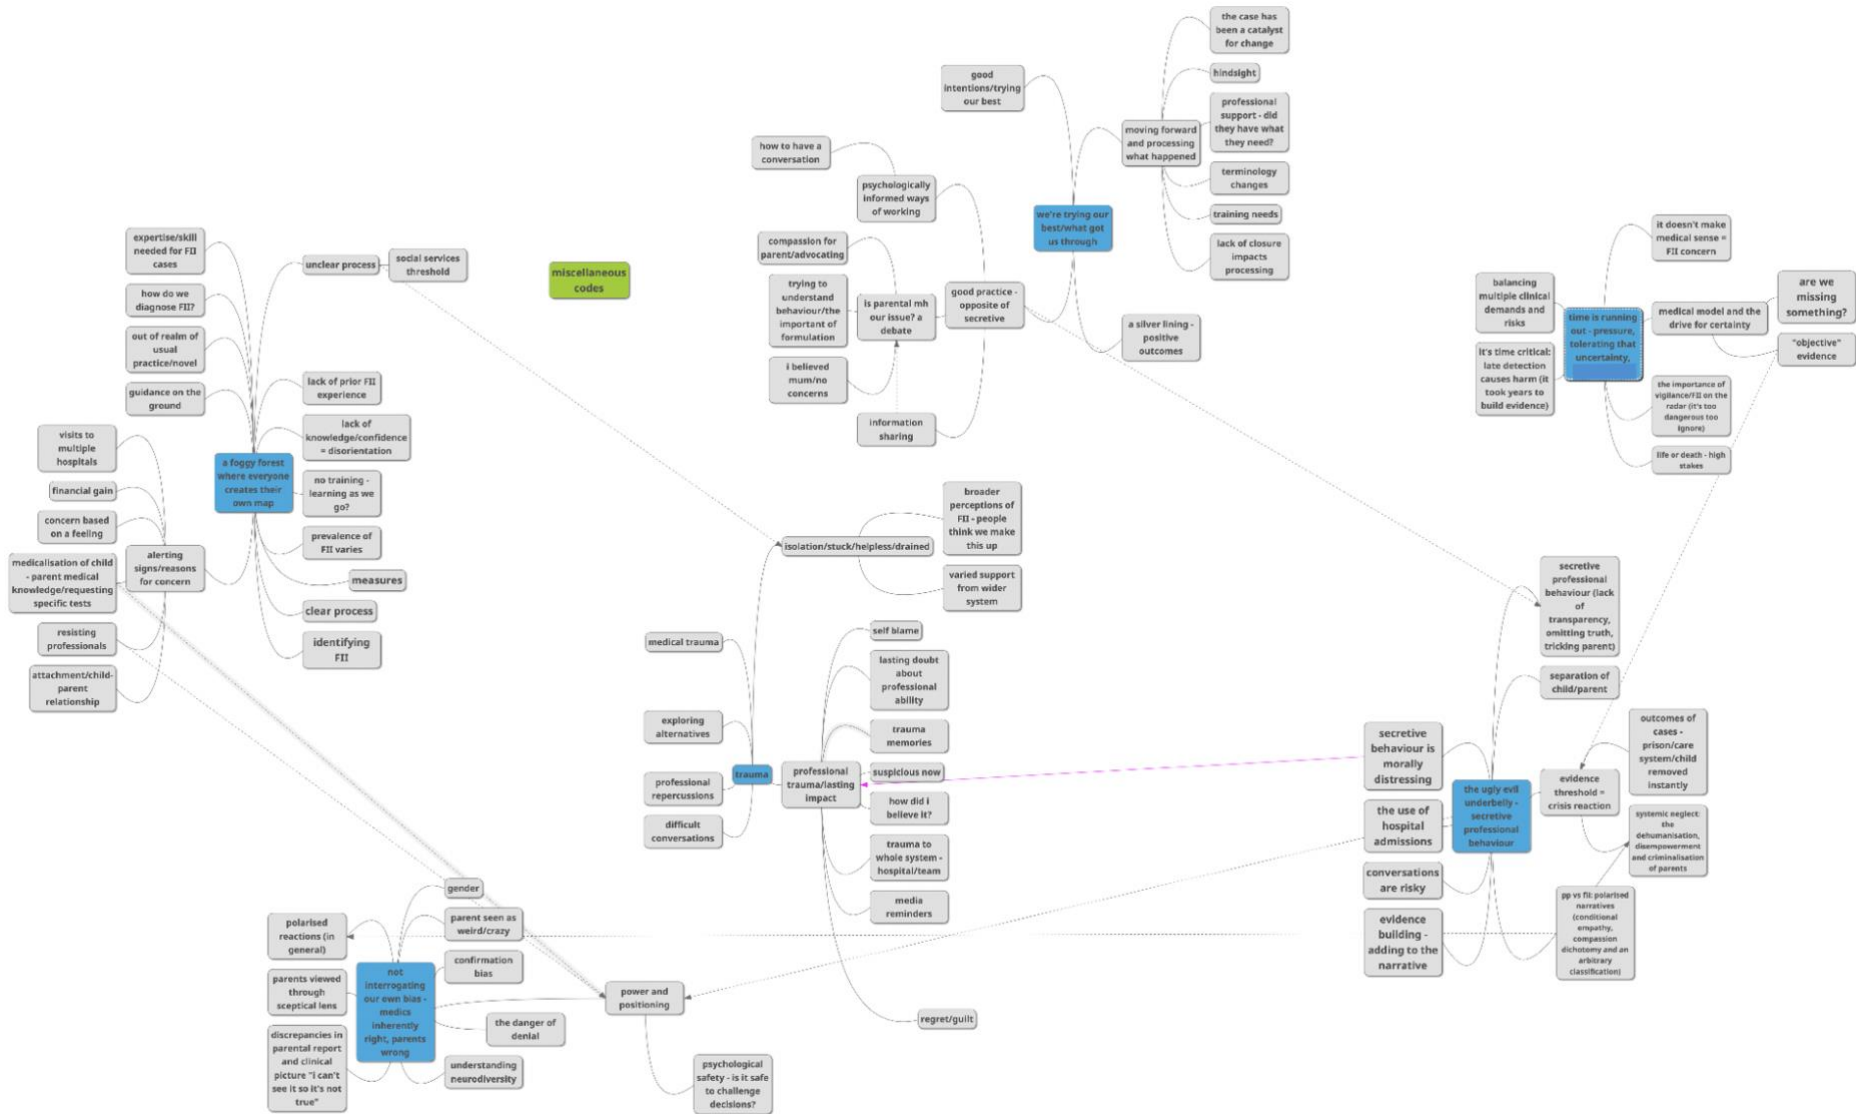 the case has
been a catalyst
for change
hindsight
professional
support - did
they have what
they need?
terminology
changes
training needs
lack of closure
impacts
processing
moving forward
and processing
what happened
good
intentions/trying
our best
how to have a
conversation
psychologically
informed ways
of working
compassion for
parent/advocating
trying to
understand
behaviour/the
important of
formulation
is parental mh
our issue? a
debate
i believed
mum/no
concerns
information
sharing
good practice -
opposite of
secretive
we're trying our
best/what got
us through
a silver lining -
positive
outcomes
miscellaneous
codes
expertise/skill
needed for FII
cases
how do we
diagnose FII?
out of realm of
usual
practice/novel
guidance on the
ground
unclear process
social services
threshold
lack of prior FII
experience
lack of
knowledge/confidence
= disorientation
no training -
learning as we
go?
prevalence of
FII varies
measures
clear process
identifying
FII
a foggy forest
where everyone
creates their
own map
visits to
multiple
hospitals
financial gain
concern based
on a feeling
medicalisation of child
- parent medical
knowledge/requesting
specific tests
resisting
professionals
attachment/child-
parent
relationship
alerting
signs/reasons
for concern
it doesn't make
medical sense =
FII concern
balancing
multiple clinical
demands and
risks
it's time critical:
late detection
causes harm (it
took years to
build evidence)
time is running
out - pressure,
tolerating that
uncertainty,
medical model and the
drive for certainty
are we
missing
something?
"objective"
evidence
the importance of
vigilance/FII on the
radar (it's too
dangerous too
ignore)
life or death - high
stakes
isolation/stuck/helpless/drained
broader
perceptions of
FII - people
think we make
this up
varied support
from wider
system
medical trauma
exploring
alternatives
professional
repercussions
difficult
conversations
trauma
professional
trauma/lasting
impact
self blame
lasting doubt
about
professional
ability
trauma
memories
suspicious now
how did i
believe it?
trauma to
whole system -
hospital/team
media
reminders
regret/guilt
secretive
professional
behaviour (lack
of
transparency,
omitting truth,
tricking parent)
separation of
child/parent
secretive
behaviour is
morally
distressing
the use of
hospital
admissions
conversations
are risky
evidence
building -
adding to the
narrative
the ugly evil
underbelly -
secretive
professional
behaviour
evidence
threshold =
crisis reaction
outcomes of
cases -
prison/care
system/child
removed
instantly
systemic neglect:
the
dehumanisation,
disempowerment
and criminalisation
of parents
pp vs fii: polarised
narratives
(conditional
empathy,
compassion
dichotomy and an
arbitrary
classification)
gender
polarised
reactions (in
general)
parent seen as
weird/crazy
confirmation
bias
parents viewed
through
sceptical lens
not
interrogating
our own bias -
medics
inherently
right, parents
wrong
the danger of
denial
discrepancies in
parental report
and clinical
picture "i can't
see it so it's not
true"
understanding
neurodiversity
power and
positioning
psychological
safety - is it safe
to challenge
decisions?